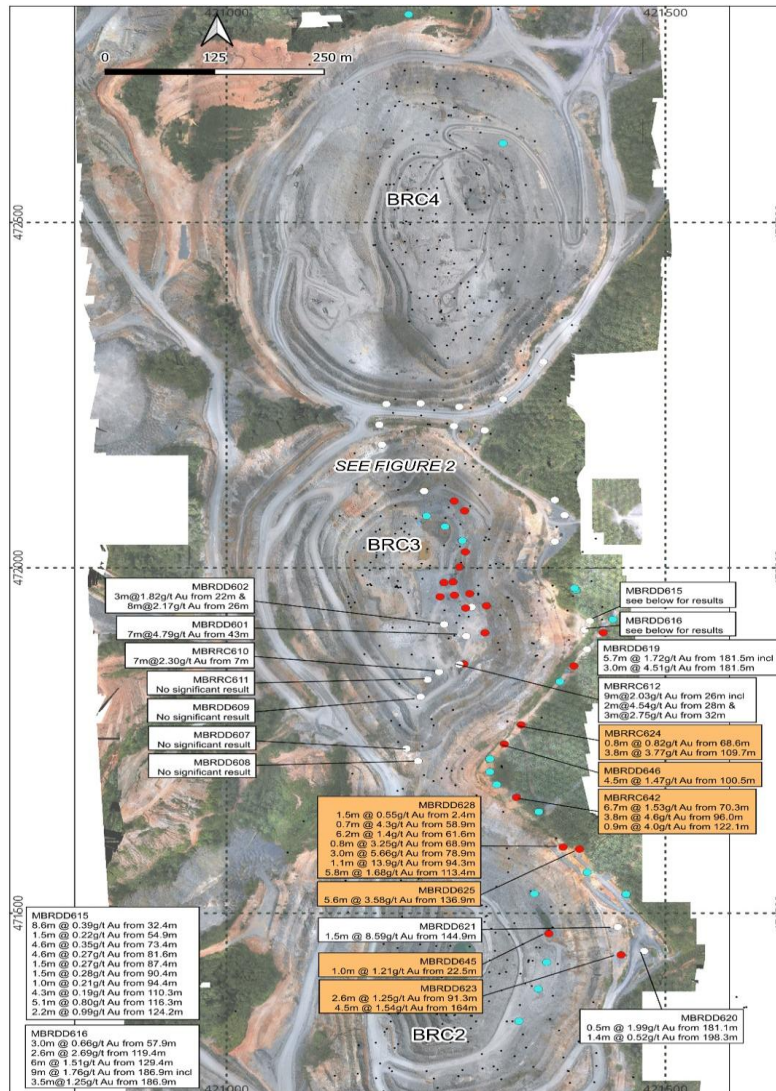 421000
421500
0
125
250 m
472500
BRC4
SEE FIGURE 2
BRC3
472000
MBRDD602
3m@1.82g/t Au from 22m &
8m@2.17g/t Au from 26m
MBRDD601
7m@4.79g/t Au from 43m
MBRRC610
7m@2.30g/t Au from 7m
MBRRC611
No significant result
MBRDD609
No significant result
MBRDD607
No significant result
MBRDD608
No significant result
MBRDD615
see below for results
MBRDD616
see below for results
MBRDD619
5.7m @ 1.72g/t Au from 181.5m incl
3.0m @ 4.51g/t Au from 181.5m
MBRRC612
9m@2.03g/t Au from 26m incl
2m@4.54g/t Au from 28m &
3m@2.75g/t Au from 32m
MBRRC624
0.8m @ 0.82g/t Au from 68.6m
3.8m @ 3.77g/t Au from 109.7m
MBRDD646
4.5m @ 1.47g/t Au from 100.5m
MBRRC642
6.7m @ 1.53g/t Au from 70.3m
3.8m @ 4.6g/t Au from 96.0m
0.9m @ 4.0g/t Au from 122.1m
MBRDD628
1.5m @ 0.55g/t Au from 2.4m
0.7m @ 4.3g/t Au from 58.9m
6.2m @ 1.4g/t Au from 61.6m
0.8m @ 3.25g/t Au from 68.9m
3.0m @ 5.66g/t Au from 78.9m
1.1m @ 13.9g/t Au from 94.3m
5.8m @ 1.68g/t Au from 113.4m
MBRDD625
5.6m @ 3.58g/t Au from 136.9m
471500
MBRDD621
1.5m @ 8.59g/t Au from 144.9m
MBRDD645
1.0m @ 1.21g/t Au from 22.5m
MBRDD623
2.6m @ 1.25g/t Au from 91.3m
4.5m @ 1.54g/t Au from 164m
MBRDD620
0.5m @ 1.99g/t Au from 181.1m
1.4m @ 0.52g/t Au from 198.3m
BRC2
MBRDD615
8.6m @ 0.39g/t Au from 32.4m
1.5m @ 0.22g/t Au from 54.9m
4.6m @ 0.35g/t Au from 73.4m
4.6m @ 0.27g/t Au from 81.6m
1.5m @ 0.27g/t Au from 87.4m
1.5m @ 0.28g/t Au from 90.4m
1.0m @ 0.21g/t Au from 94.4m
4.3m @ 0.19g/t Au from 110.3m
5.1m @ 0.80g/t Au from 116.3m
2.2m @ 0.99g/t Au from 124.2m
MBRDD616
3.0m @ 0.66g/t Au from 57.9m
2.6m @ 2.69g/t Au from 119.4m
6m @ 1.51g/t Au from 129.4m
9m @ 1.76g/t Au from 186.9m incl
3.5m@1.25g/t Au from 186.9m
421000
421500